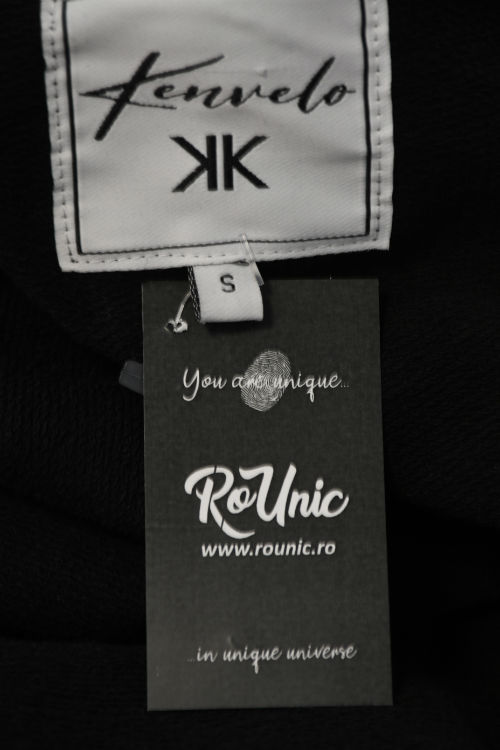 Kenvelo
KK
S
You are unique...
RoUnic
www.rounic.ro
...in unique universe